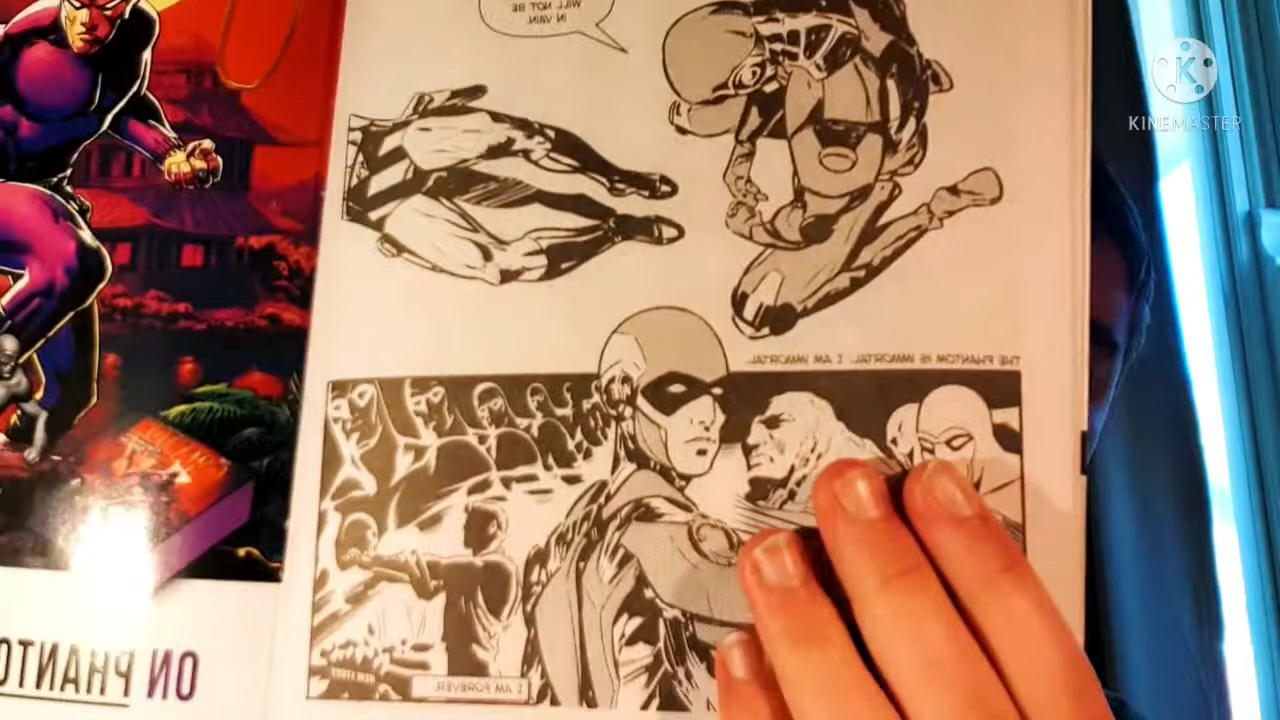 WILL NOT BE
IN VAIN.
KINEMASTER
THE PHANTOM IS IMMORTAL... I AM IMMORTAL...
I AM FOREVER.
ON PHANTO